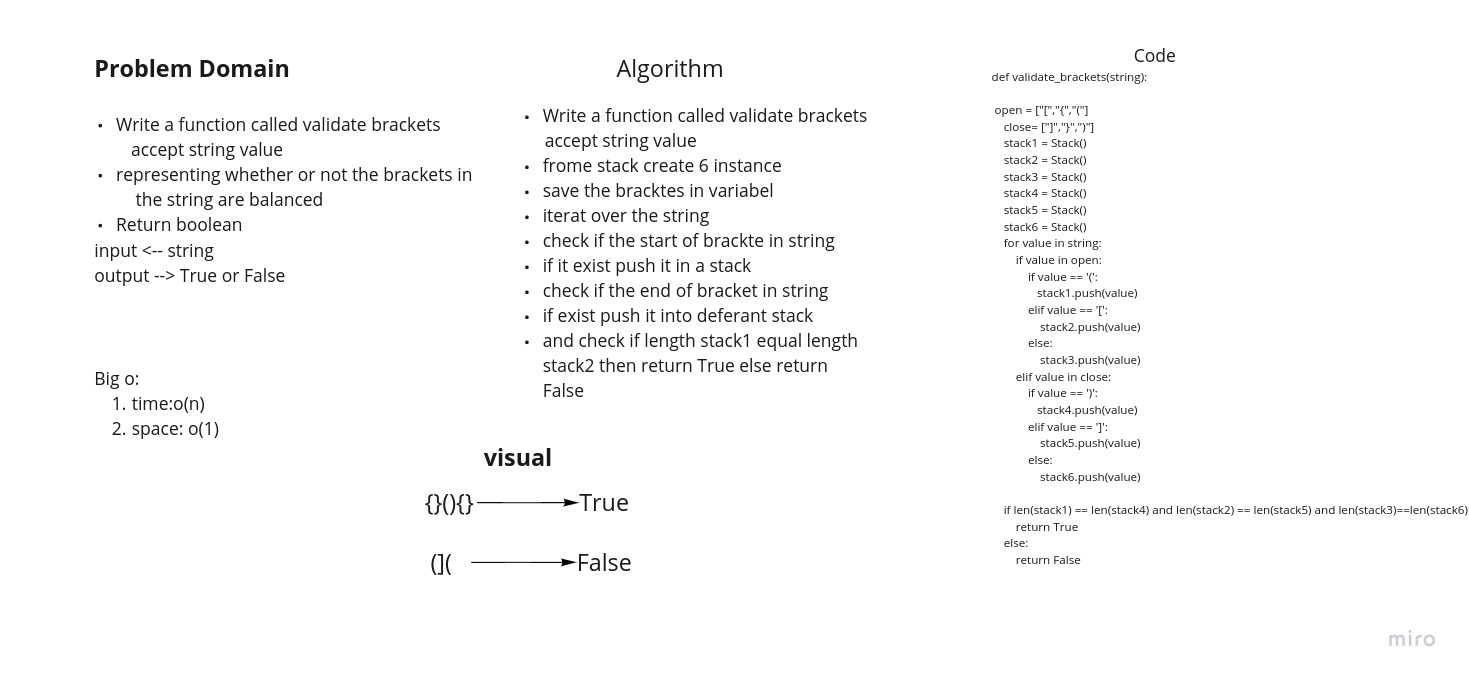 Problem Domain
• Write a function called validate brackets
accept string value
• representing whether or not the brackets in
the string are balanced
• Return boolean
input <-- string
output --> True or False
Big o:
1. time:o(n)
2. space: o(1)
Algorithm
• Write a function called validate brackets
accept string value
• frome stack create 6 instance
• save the bracktes in variabel
• iterat over the string
• check if the start of brackte in string
• if it exist push it in a stack
• check if the end of bracket in string
• if exist push it into deferant stack
• and check if length stack1 equal length
stack2 then return True else return
False
visual
{}(){} True
(]( False
Code
def validate_brackets(string):
open = ["[","{","("]
close= ["]","}",")"]
stack1 = Stack()
stack2 = Stack()
stack3 = Stack()
stack4 = Stack()
stack5 = Stack()
stack6 = Stack()
for value in string:
if value in open:
if value == '(':
stack1.push(value)
elif value == '[':
stack2.push(value)
else:
stack3.push(value)
elif value in close:
if value == ')':
stack4.push(value)
elif value == ']':
stack5.push(value)
else:
stack6.push(value)
if len(stack1) == len(stack4) and len(stack2) == len(stack5) and len(stack3)==len(stack6)
return True
else:
return False
miro